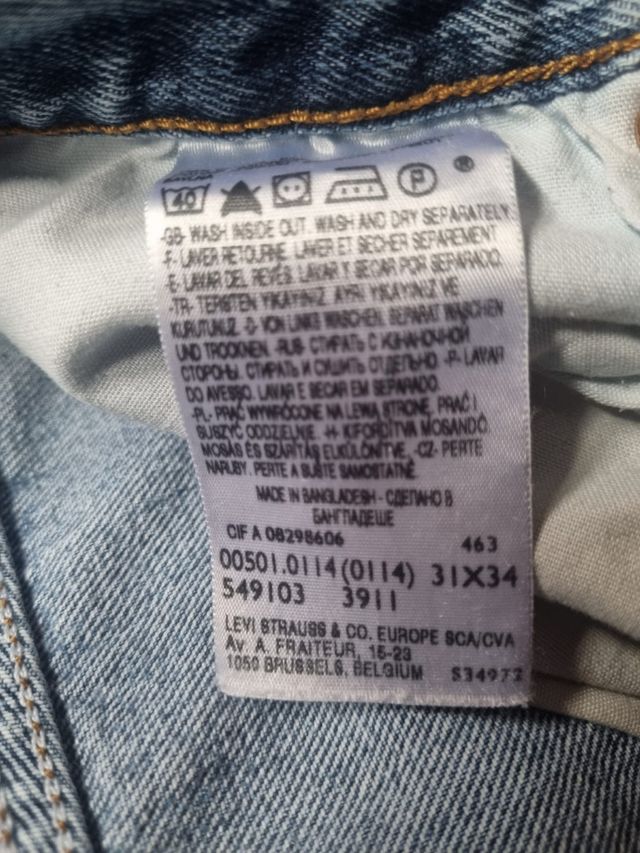 40 P ®
-GB- WASH INSIDE OUT. WASH AND DRY SEPARATELY
-F- LAVER RETOURNE. LAVER ET SECHER SEPAREMENT
-E- LAVAR DEL REVÉS. LAVAR Y SECAR POR SEPARADO.
-TR- TERSTEN YIKAYINIZ. AYRI YIKAYINIZ VE
KURUTUNUZ. -D- VON LINKS WASCHEN. SEPARAT WASCHEN
UND TROCKNEN. -RUS- СТИРАТЬ С ИЗНАНОЧНОЙ
СТОРОНЫ. СТИРАТЬ И СУШИТЬ ОТДЕЛЬНО -P- LAVAR
DO AVESSO. LAVAR E SECAR EM SEPARADO.
-PL- PRAĆ WYWRÓCONE NA LEWĄ STRONĘ, PRAĆ I
SUSZYĆ ODDZIELNIE. -H- KIFORDÍTVA MOSANDÓ.
MOSÁS ÉS SZÁRÍTÁS ELKÜLÖNÍTVE. -CZ- PERTE
NARUBY. PERTE A SUŠTE SAMOSTATNĚ.
MADE IN BANGLADESH - СДЕЛАНО В
БАНГЛАДЕШЕ
CIF A 08298606 463
00501.0114 (0114) 31X34
549103 3911
LEVI STRAUSS & CO. EUROPE SCA/CVA
Av A. FRAITEUR, 15-23
1050 BRUSSELS, BELGIUM S34972